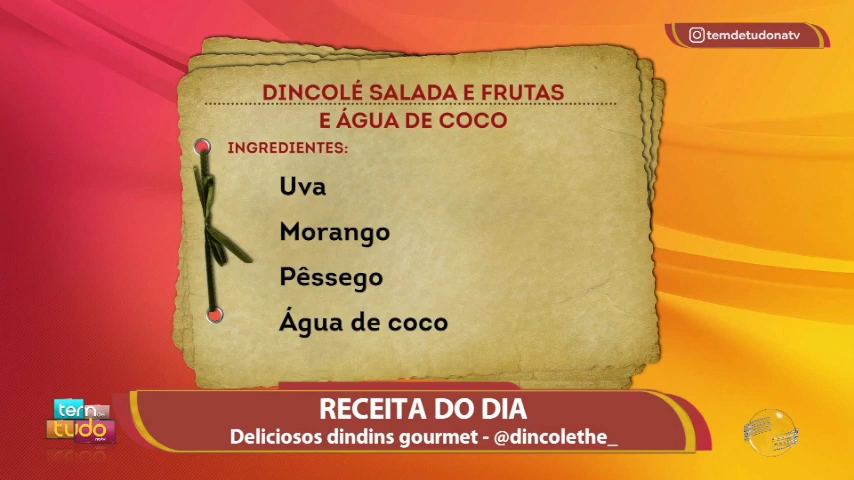 temdetudonatv
DINCOLÉ SALADA E FRUTAS
E ÁGUA DE COCO
INGREDIENTES:
Uva
Morango
Pêssego
Água de coco
tem de
tudo
RECEITA DO DIA
Deliciosos dindins gourmet - @dincolethe_